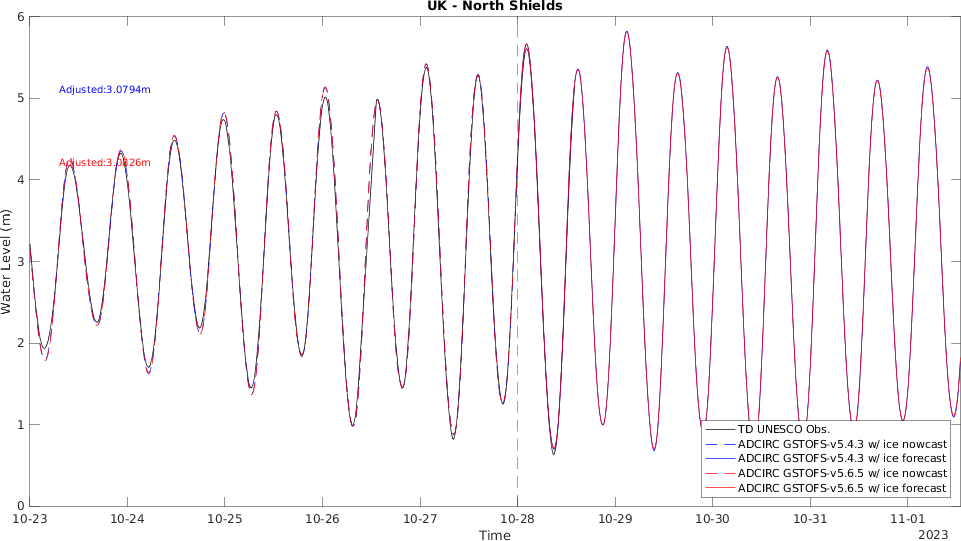 UK - North Shields
6
5
4
3
2
1
0
Water Level (m)
Adjusted:3.0794m
Adjusted:3.0826m
TD UNESCO Obs.
ADCIRC GSTOFS-v5.4.3 w/ ice nowcast
ADCIRC GSTOFS-v5.4.3 w/ ice forecast
ADCIRC GSTOFS-v5.6.5 w/ ice nowcast
ADCIRC GSTOFS-v5.6.5 w/ ice forecast
10-23 10-24 10-25 10-26 10-27 10-28 10-29 10-30 10-31 11-01
Time
2023